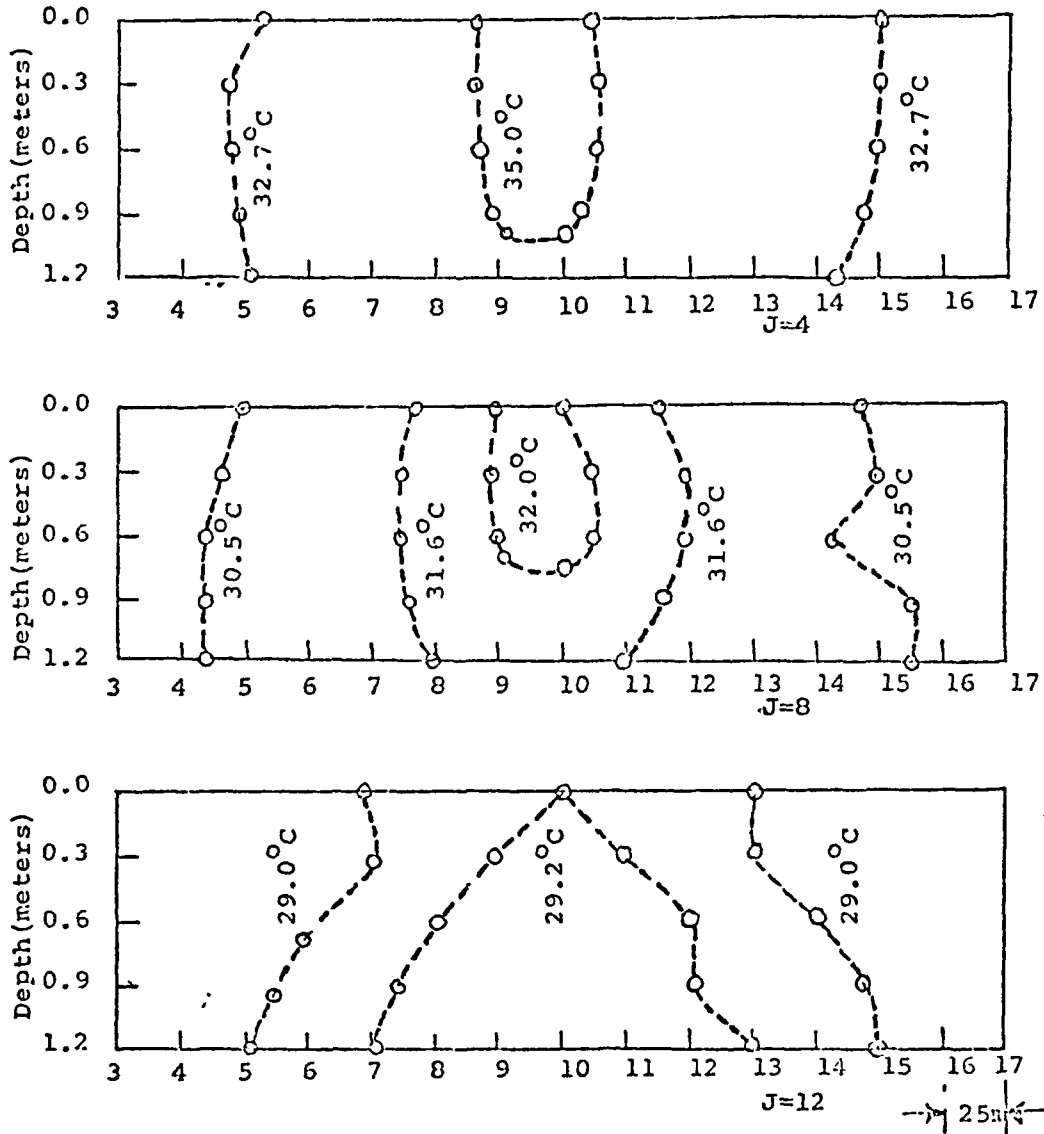 Depth(meters)
0.0
0.3
0.6
0.9
1.2
32.7°C
35.0°C
32.7°C
3 4 5 6 7 8 9 10 11 12 13 14 15 16 17
J=4
Depth(meters)
0.0
0.3
0.6
0.9
1.2
30.5°C
31.6°C
32.0°C
31.6°C
30.5°C
3 4 5 6 7 8 9 10 11 12 13 14 15 16 17
J=8
Depth(meters)
0.0
0.3
0.6
0.9
1.2
29.0°C
29.2°C
29.0°C
3 4 5 6 7 8 9 10 11 12 13 14 15 16 17
J=12
25m